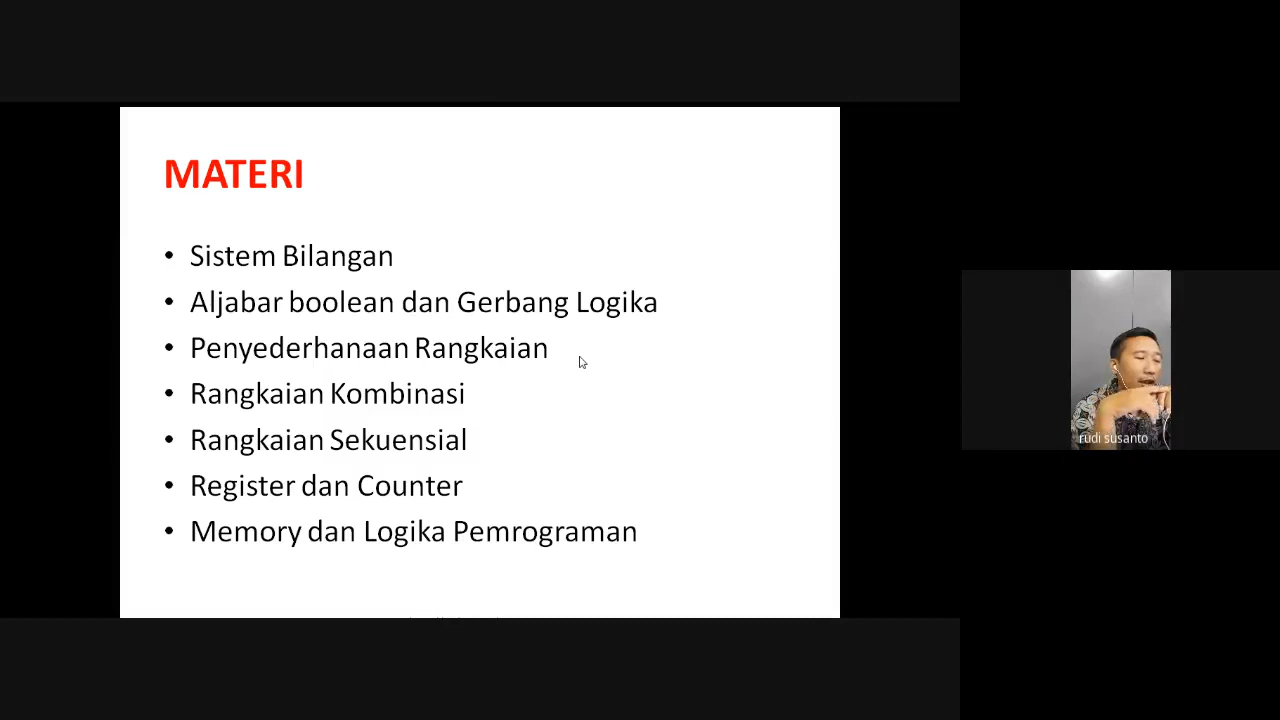 MATERI
• Sistem Bilangan
• Aljabar boolean dan Gerbang Logika
• Penyederhanaan Rangkaian
• Rangkaian Kombinasi
• Rangkaian Sekuensial
• Register dan Counter
• Memory dan Logika Pemrograman
rudi susanto